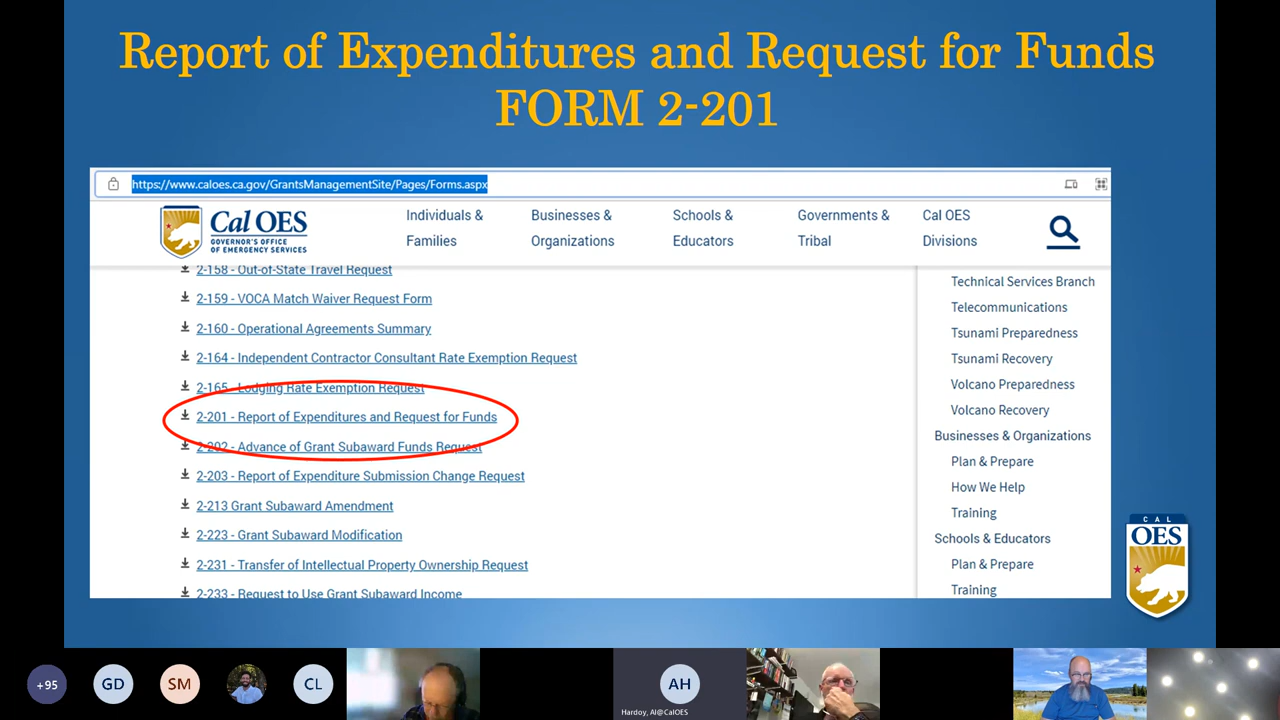 Report of Expenditures and Request for Funds
FORM 2-201
https://www.caloes.ca.gov/GrantsManagementSite/Pages/Forms.aspx
Cal OES
GOVERNOR'S OFFICE
OF EMERGENCY SERVICES
Individuals &
Families
Businesses &
Organizations
Schools &
Educators
Governments &
Tribal
Cal OES
Divisions
2-158 - Out-of-State Travel Request
2-159 - VOCA Match Waiver Request Form
2-160 - Operational Agreements Summary
2-164 - Independent Contractor Consultant Rate Exemption Request
2-165 - Lodging Rate Exemption Request
2-201 - Report of Expenditures and Request for Funds
2-202 - Advance of Grant Subaward Funds Request
2-203 - Report of Expenditure Submission Change Request
2-213 Grant Subaward Amendment
2-223 - Grant Subaward Modification
2-231 - Transfer of Intellectual Property Ownership Request
2-233 - Request to Use Grant Subaward Income
Technical Services Branch
Telecommunications
Tsunami Preparedness
Tsunami Recovery
Volcano Preparedness
Volcano Recovery
Businesses & Organizations
Plan & Prepare
How We Help
Training
Schools & Educators
Plan & Prepare
Training
CAL
OES
+95
GD
SM
CL
AH
Hardoy, Al@CalOES